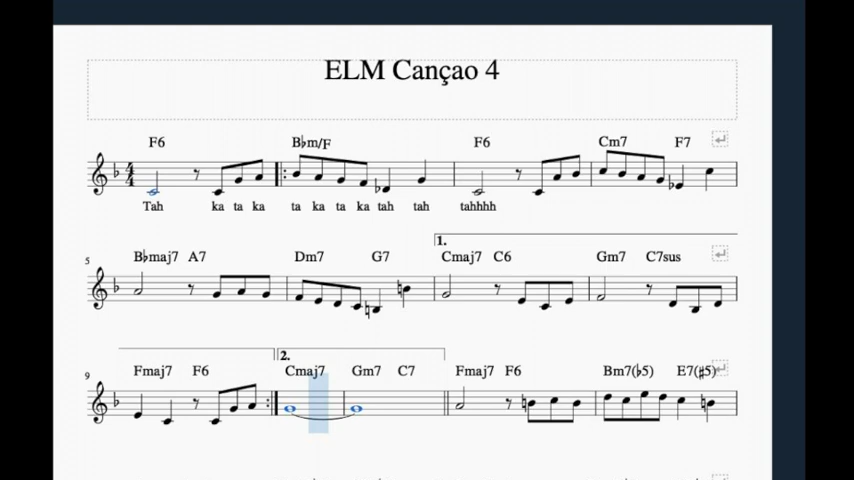 ELM Cançao 4
F6 B♭m/F F6 Cm7 F7
4
4
Tah ka ta ka ta ka ta ka tah tah tahhhh
1.
5 B♭maj7 A7 Dm7 G7 Cmaj7 C6 Gm7 C7sus
2.
9 Fmaj7 F6 Cmaj7 Gm7 C7 Fmaj7 F6 Bm7(♭5) E7(♯5)